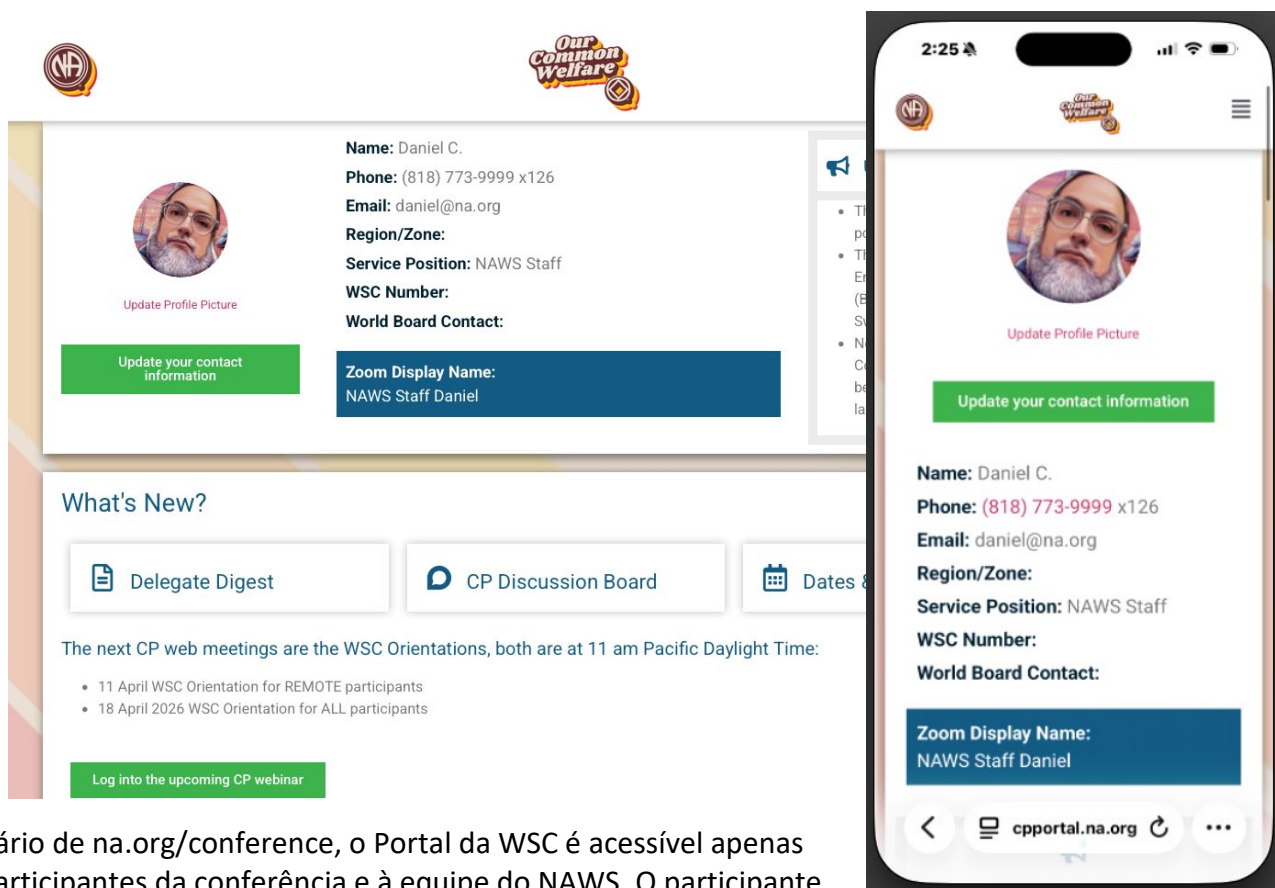 NA
Our
Common
Welfare
Update Profile Picture
Update your contact
information
Name: Daniel C.
Phone: (818) 773-9999 x126
Email: daniel@na.org
Region/Zone:
Service Position: NAWS Staff
WSC Number:
World Board Contact:
Zoom Display Name:
NAWS Staff Daniel
What's New?
Delegate Digest
CP Discussion Board
Dates &
The next CP web meetings are the WSC Orientations, both are at 11 am Pacific Daylight Time:
• 11 April WSC Orientation for REMOTE participants
• 18 April 2026 WSC Orientation for ALL participants
Log into the upcoming CP webinar
2:25
NA
Our
Common
Welfare
Update Profile Picture
Update your contact information
Name: Daniel C.
Phone: (818) 773-9999 x126
Email: daniel@na.org
Region/Zone:
Service Position: NAWS Staff
WSC Number:
World Board Contact:
Zoom Display Name:
NAWS Staff Daniel
cpportal.na.org
ário de na.org/conference, o Portal da WSC é acessível apenas
articipantes da conferência e à equipe do NAWS. O participante